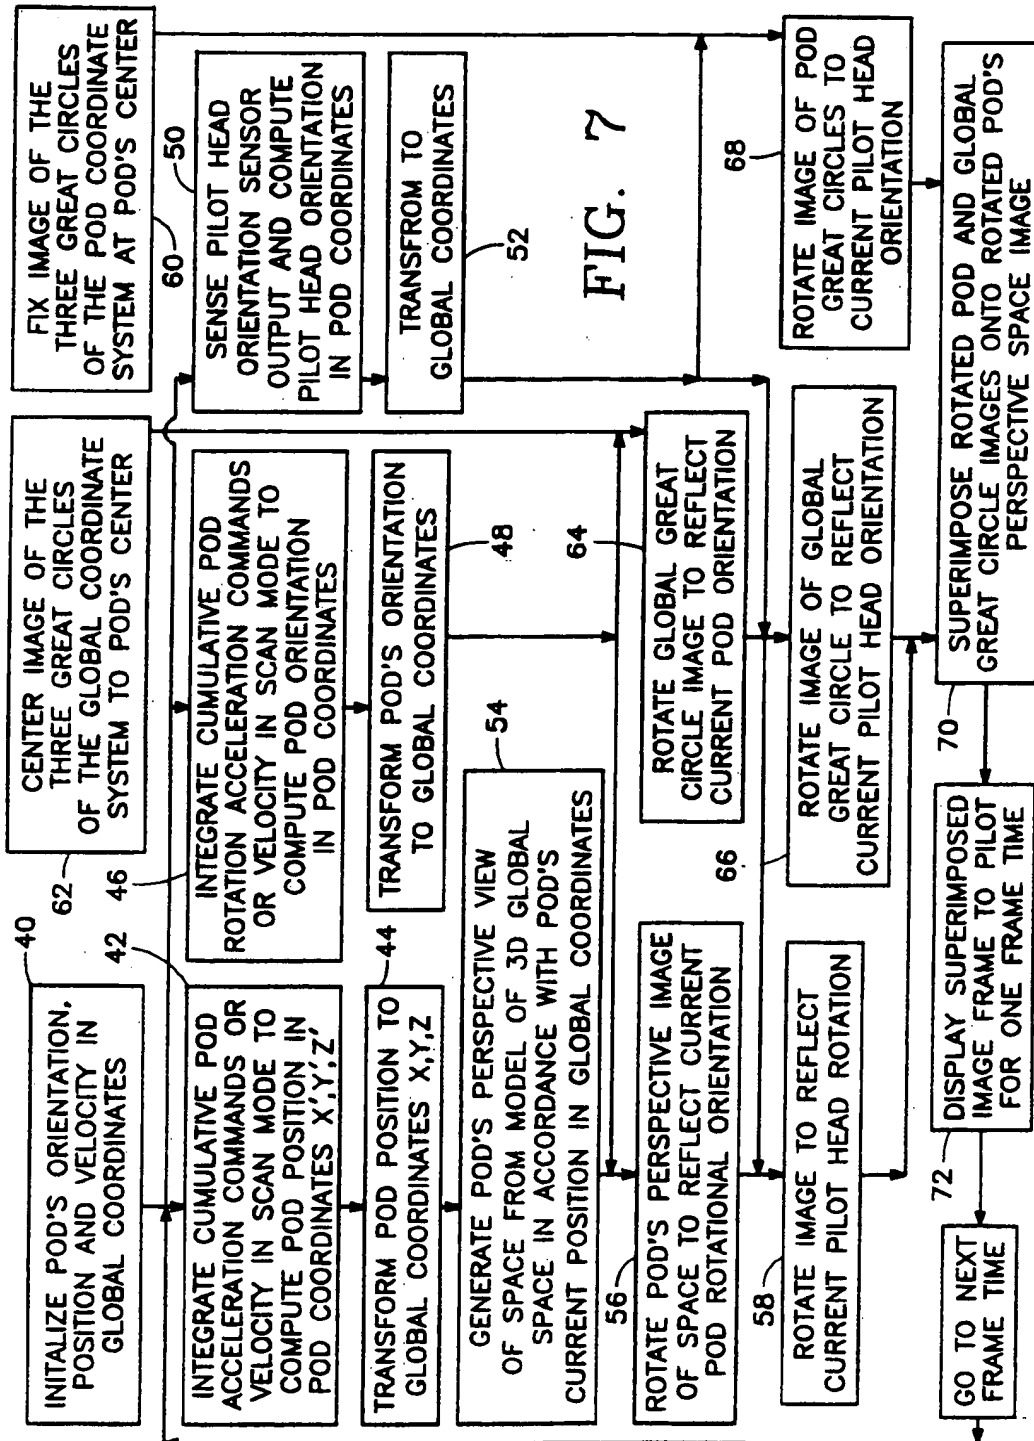 40
INITALIZE POD'S ORIENTATION,
POSITION AND VELOCITY IN
GLOBAL COORDINATES
62
CENTER IMAGE OF THE
THREE GREAT CIRCLES
OF THE GLOBAL COORDINATE
SYSTEM TO POD'S CENTER
FIX IMAGE OF THE
THREE GREAT CIRCLES
OF THE POD COORDINATE
SYSTEM AT POD'S CENTER
60
42
INTEGRATE CUMULATIVE POD
ACCELERATION COMMANDS OR
VELOCITY IN SCAN MODE TO
COMPUTE POD POSITION IN
POD COORDINATES X',Y',Z'
46
INTEGRATE CUMULATIVE POD
ROTATION ACCELERATION COMMANDS
OR VELOCITY IN SCAN MODE TO
COMPUTE POD ORIENTATION
IN POD COORDINATES
50
SENSE PILOT HEAD
ORIENTATION SENSOR
OUTPUT AND COMPUTE
PILOT HEAD ORIENTATION
IN POD COORDINATES
44
TRANSFORM POD POSITION TO
GLOBAL COORDINATES X,Y,Z
TRANSFORM POD'S ORIENTATION
TO GLOBAL COORDINATES
48
TRANSFROM TO
GLOBAL COORDINATES
52
54
GENERATE POD'S PERSPECTIVE VIEW
OF SPACE FROM MODEL OF 3D GLOBAL
SPACE IN ACCORDANCE WITH POD'S
CURRENT POSITION IN GLOBAL COORDINATES
FIG. 7
56
ROTATE POD'S PERSPECTIVE IMAGE
OF SPACE TO REFLECT CURRENT
POD ROTATIONAL ORIENTATION
64
ROTATE GLOBAL GREAT
CIRCLE IMAGE TO REFLECT
CURRENT POD ORIENTATION
58
ROTATE IMAGE TO REFLECT
CURRENT PILOT HEAD ROTATION
66
ROTATE IMAGE OF GLOBAL
GREAT CIRCLE TO REFLECT
CURRENT PILOT HEAD ORIENTATION
68
ROTATE IMAGE OF POD
GREAT CIRCLES TO
CURRENT PILOT HEAD
ORIENTATION
70
SUPERIMPOSE ROTATED POD AND GLOBAL
GREAT CIRCLE IMAGES ONTO ROTATED POD'S
PERSPECTIVE SPACE IMAGE
72
DISPLAY SUPERIMPOSED
IMAGE FRAME TO PILOT
FOR ONE FRAME TIME
GO TO NEXT
FRAME TIME